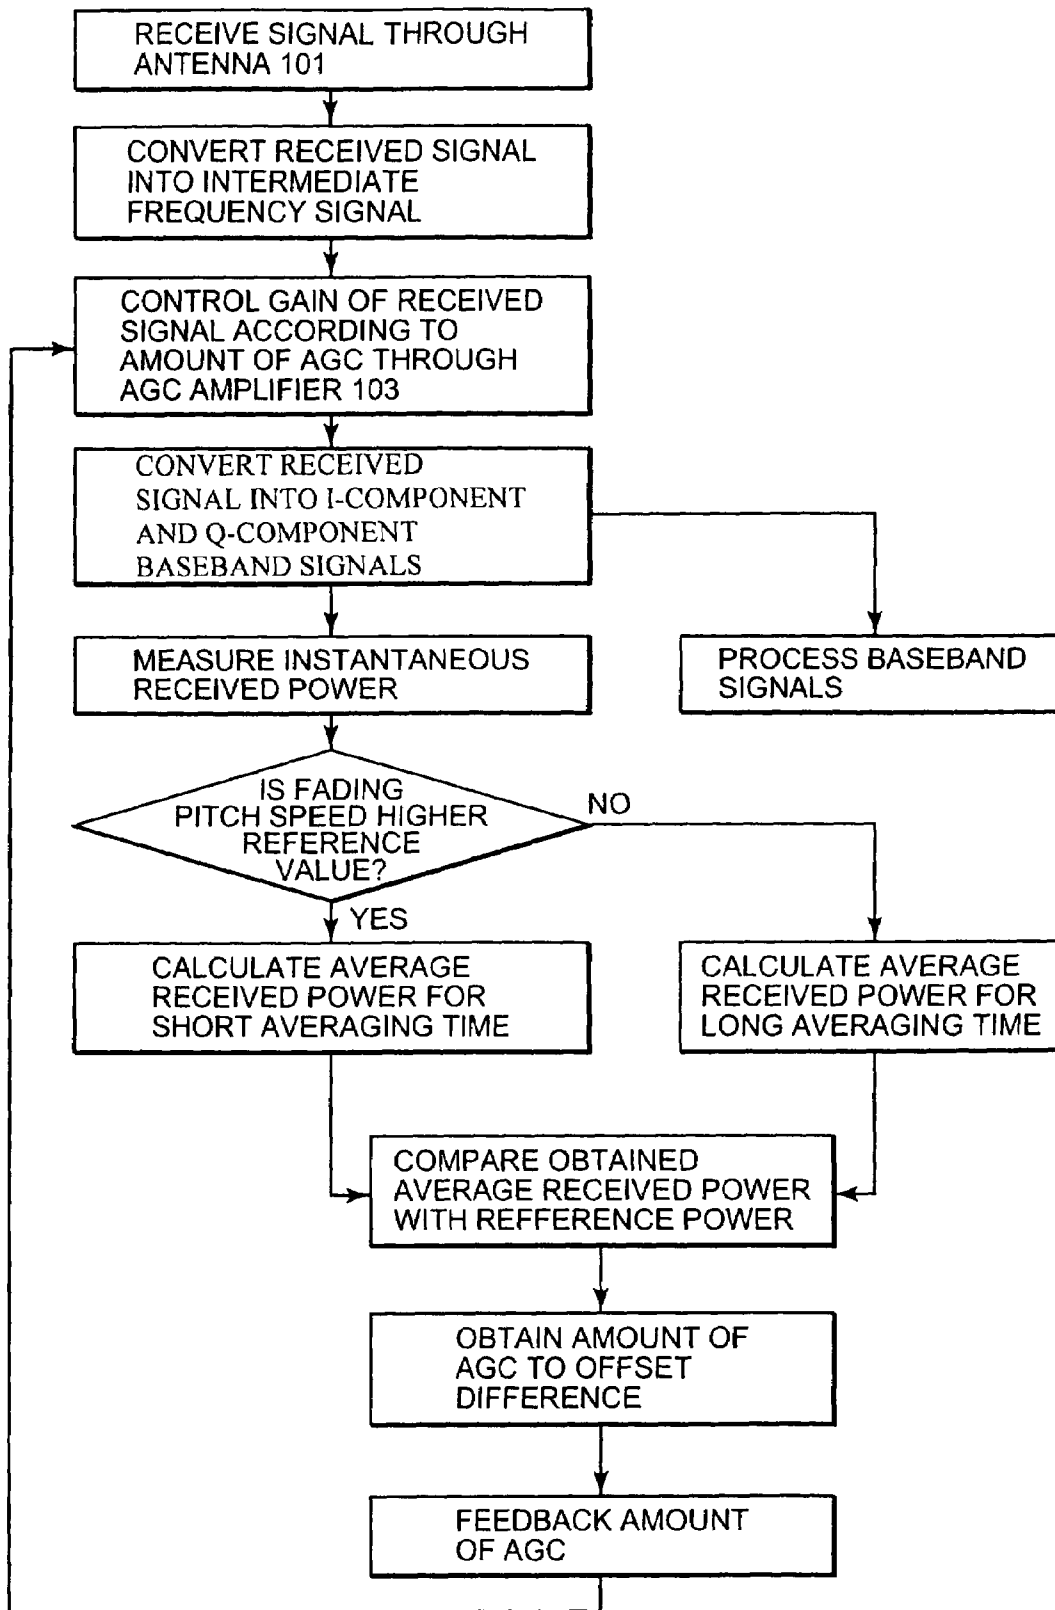 RECEIVE SIGNAL THROUGH
ANTENNA 101
CONVERT RECEIVED SIGNAL
INTO INTERMEDIATE
FREQUENCY SIGNAL
CONTROL GAIN OF RECEIVED
SIGNAL ACCORDING TO
AMOUNT OF AGC THROUGH
AGC AMPLIFIER 103
CONVERT RECEIVED
SIGNAL INTO I-COMPONENT
AND Q-COMPONENT
BASEBAND SIGNALS
MEASURE INSTANTANEOUS
RECEIVED POWER
PROCESS BASEBAND
SIGNALS
IS FADING
PITCH SPEED HIGHER
REFERENCE
VALUE?
NO
YES
CALCULATE AVERAGE
RECEIVED POWER FOR
SHORT AVERAGING TIME
CALCULATE AVERAGE
RECEIVED POWER FOR
LONG AVERAGING TIME
COMPARE OBTAINED
AVERAGE RECEIVED POWER
WITH REFFERENCE POWER
OBTAIN AMOUNT OF
AGC TO OFFSET
DIFFERENCE
FEEDBACK AMOUNT
OF AGC